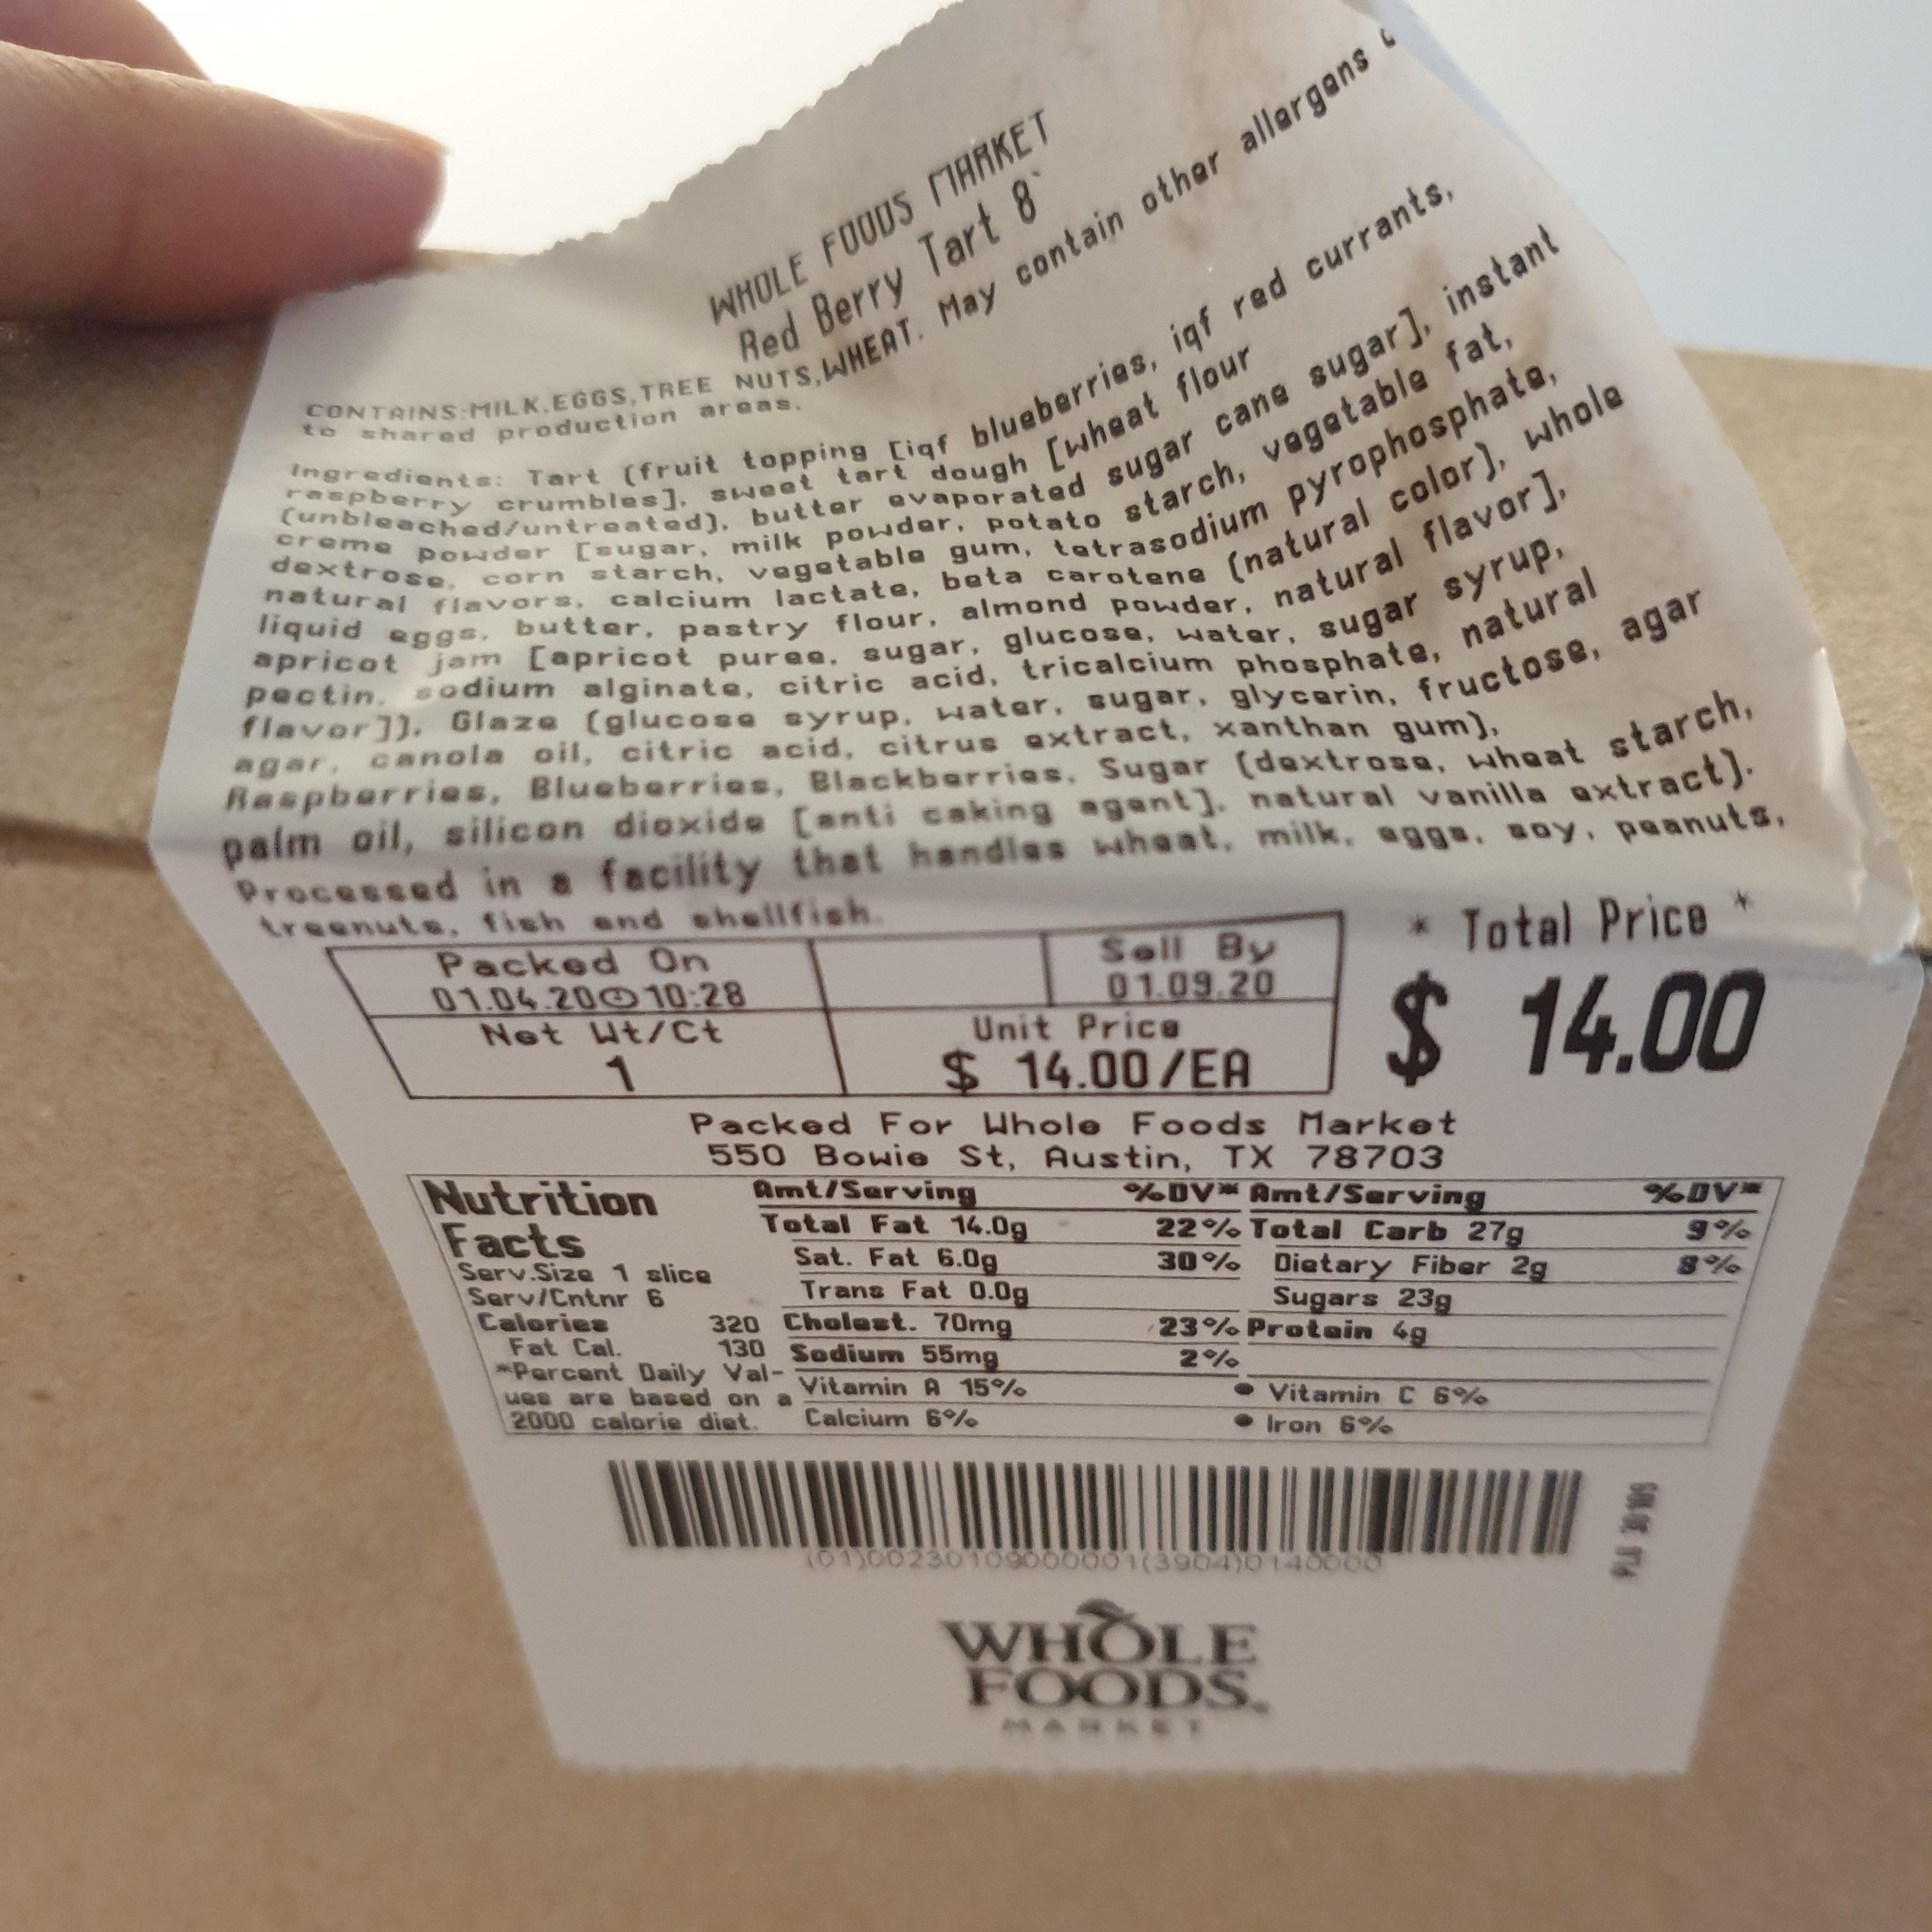 WHOLE FOODS MARKET
Red Berry Tart 8`
CONTAINS:MILK,EGGS,TREE NUTS,WHEAT. May contain other allergens
to shared production areas.
Ingredients: Tart (fruit topping [iqf blueberries, iqf red currants,
raspberry crumbles], sweet tart dough [wheat flour
(unbleached/untreated), butter evaporated sugar cane sugar], instant
creme powder [sugar, milk powder, potato starch, vegetable fat,
dextrose, corn starch, vegetable gum, tetrasodium pyrophosphate,
natural flavors, calcium lactate, beta carotene (natural color), whole
liquid eggs, butter, pastry flour, almond powder, natural flavor],
apricot jam [apricot puree, sugar, glucose, water, sugar syrup,
pectin, sodium alginate, citric acid, tricalcium phosphate, natural
flavor]), Glaze (glucose syrup, water, sugar, glycerin, fructose, agar
agar, canola oil, citric acid, citrus extract, xanthan gum),
Raspberries, Blueberries, Blackberries, Sugar (dextrose, wheat starch,
palm oil, silicon dioxide [anti caking agent], natural vanilla extract).
Processed in a facility that handles wheat, milk, eggs, soy, peanuts,
treenuts, fish and shellfish.
Packed On
01.04.20 10:28
Sell By
01.09.20
* Total Price *
$ 14.00
Net Wt/Ct
1
Unit Price
$ 14.00/EA
Packed For Whole Foods Market
550 Bowie St, Austin, TX 78703
Nutrition
Facts
Serv.Size 1 slice
Serv/Cntnr 6
Calories 320
Fat Cal. 130
*Percent Daily Val-
ues are based on a
2000 calorie diet.
Amt/Serving %DV*
Total Fat 14.0g 22%
Sat. Fat 6.0g 30%
Trans Fat 0.0g
Cholest. 70mg 23%
Sodium 55mg 2%
Vitamin A 15%
Calcium 6%
Amt/Serving %DV*
Total Carb 27g 9%
Dietary Fiber 2g 8%
Sugars 23g
Protein 4g
• Vitamin C 6%
• Iron 6%
(01)00230109000001(3904)0140000
WHOLE
FOODS
MARKET